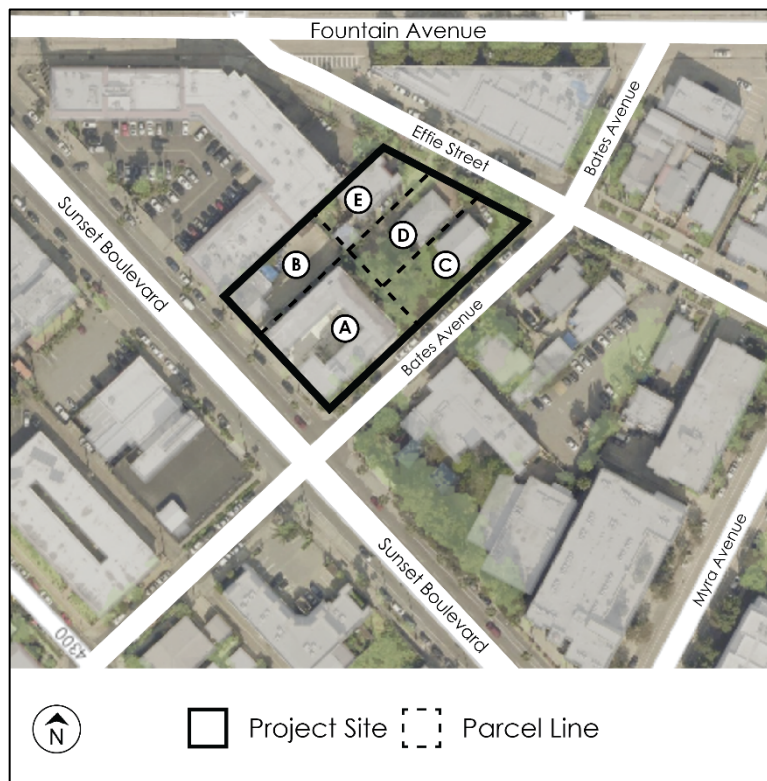 Fountain Avenue
Effie Street
Bates Avenue
Sunset Boulevard
E
D
B
C
A
Bates Avenue
Sunset Boulevard
Myra Avenue
4300
N
Project Site
Parcel Line